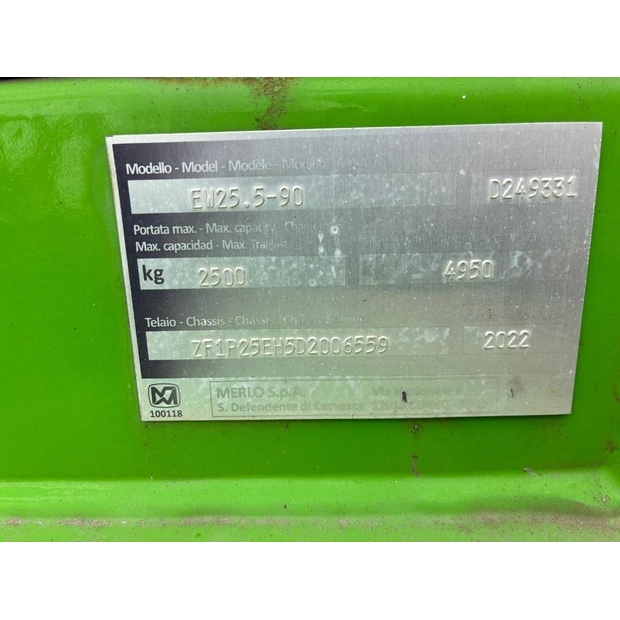 Modello - Model - Modèle -
EW25.5-90 D249331
Portata max. - Max. capacity -
Max. capacidad - Max.
kg 2500 4950
Telaio - Chassis - Chassis -
ZF1P25EH5D2006559 2022
MERLO S.p.A.
100118 S. Defendente di Cervasca